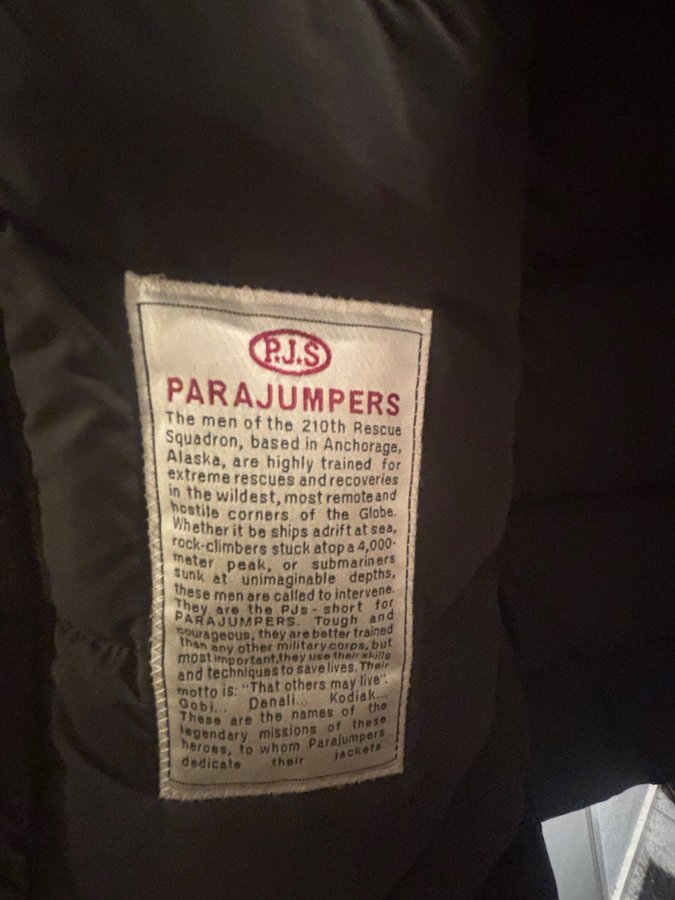 P.J.S
PARAJUMPERS
The men of the 210th Rescue
Squadron, based in Anchorage,
Alaska, are highly trained for
extreme rescues and recoveries
in the wildest, most remote and
hostile corners of the Globe.
Whether it be ships adrift at sea,
rock-climbers stuck atop a 4,000-
meter peak, or submariners
sunk at unimaginable depths,
these men are called to intervene.
They are the PJs - short for
PARAJUMPERS. Tough and
courageous, they are better trained
than any other military corps, but
most important, they use their skills
and techniques to save lives. Their
motto is: "That others may live".
Gobi... Denali... Kodiak...
These are the names of the
legendary missions of these
heroes, to whom Parajumpers
dedicate their jackets